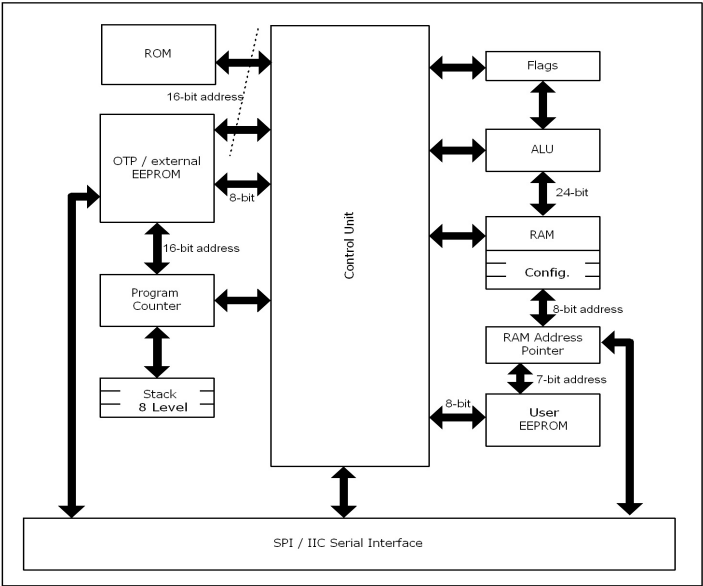 ROM
16-bit address
OTP / external
EEPROM
8-bit
16-bit address
Program
Counter
Stack
8 Level
Control Unit
Flags
ALU
24-bit
RAM
Config.
8-bit address
RAM Address
Pointer
7-bit address
8-bit
User
EEPROM
SPI / IIC Serial Interface